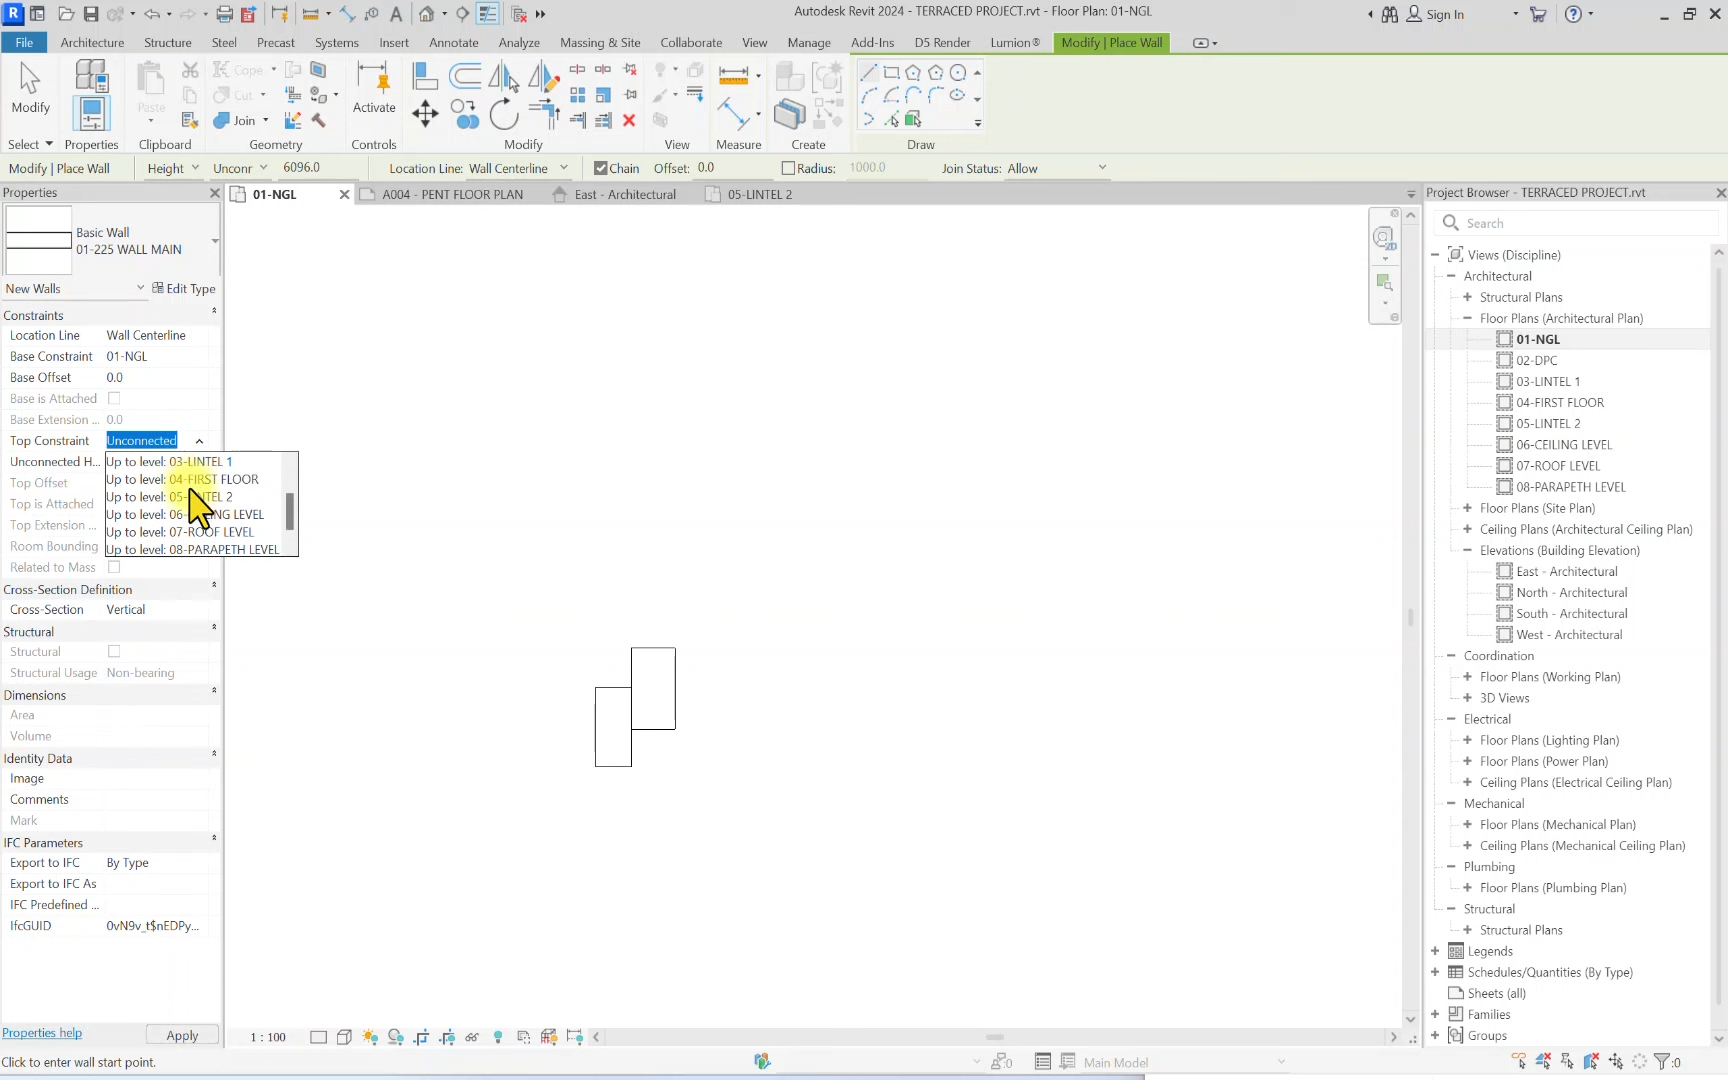 Autodesk Revit 2024 - TERRACED PROJECT.rvt - Floor Plan: 01-NGL
Sign In
File Architecture Structure Steel Precast Systems Insert Annotate Analyze Massing & Site Collaborate View Manage Add-Ins D5 Render Lumion® Modify | Place Wall
Modify Paste Cope Cut Join Activate
Select Properties Clipboard Geometry Controls Modify View Measure Create Draw
Modify | Place Wall Height Unconr 6096.0 Location Line: Wall Centerline Chain Offset: 0.0 Radius: 1000.0 Join Status: Allow
Properties
01-NGL A004 - PENT FLOOR PLAN East - Architectural 05-LINTEL 2
Basic Wall
01-225 WALL MAIN
New Walls Edit Type
Constraints
Location Line Wall Centerline
Base Constraint 01-NGL
Base Offset 0.0
Base is Attached
Base Extension ... 0.0
Top Constraint Unconnected
Unconnected H...
Up to level: 03-LINTEL 1
Up to level: 04-FIRST FLOOR
Top Offset
Up to level: 05-LINTEL 2
Top is Attached
Up to level: 06-
ING LEVEL
Top Extension ...
Up to level: 07-ROOF LEVEL
Room Bounding
Up to level: 08-PARAPETH LEVEL
Related to Mass
Cross-Section Definition
Cross-Section Vertical
Structural
Structural
Structural Usage Non-bearing
Dimensions
Area
Volume
Identity Data
Image
Comments
Mark
IFC Parameters
Export to IFC By Type
Export to IFC As
IFC Predefined ...
IfcGUID 0vN9v_t$nEDPy...
Properties help Apply
Click to enter wall start point.
1 : 100
2D
:0
Main Model
:0
Project Browser - TERRACED PROJECT.rvt
Search
Views (Discipline)
Architectural
Structural Plans
Floor Plans (Architectural Plan)
01-NGL
02-DPC
03-LINTEL 1
04-FIRST FLOOR
05-LINTEL 2
06-CEILING LEVEL
07-ROOF LEVEL
08-PARAPETH LEVEL
Floor Plans (Site Plan)
Ceiling Plans (Architectural Ceiling Plan)
Elevations (Building Elevation)
East - Architectural
North - Architectural
South - Architectural
West - Architectural
Coordination
Floor Plans (Working Plan)
3D Views
Electrical
Floor Plans (Lighting Plan)
Floor Plans (Power Plan)
Ceiling Plans (Electrical Ceiling Plan)
Mechanical
Floor Plans (Mechanical Plan)
Ceiling Plans (Mechanical Ceiling Plan)
Plumbing
Floor Plans (Plumbing Plan)
Structural
Structural Plans
Legends
Schedules/Quantities (By Type)
Sheets (all)
Families
Groups